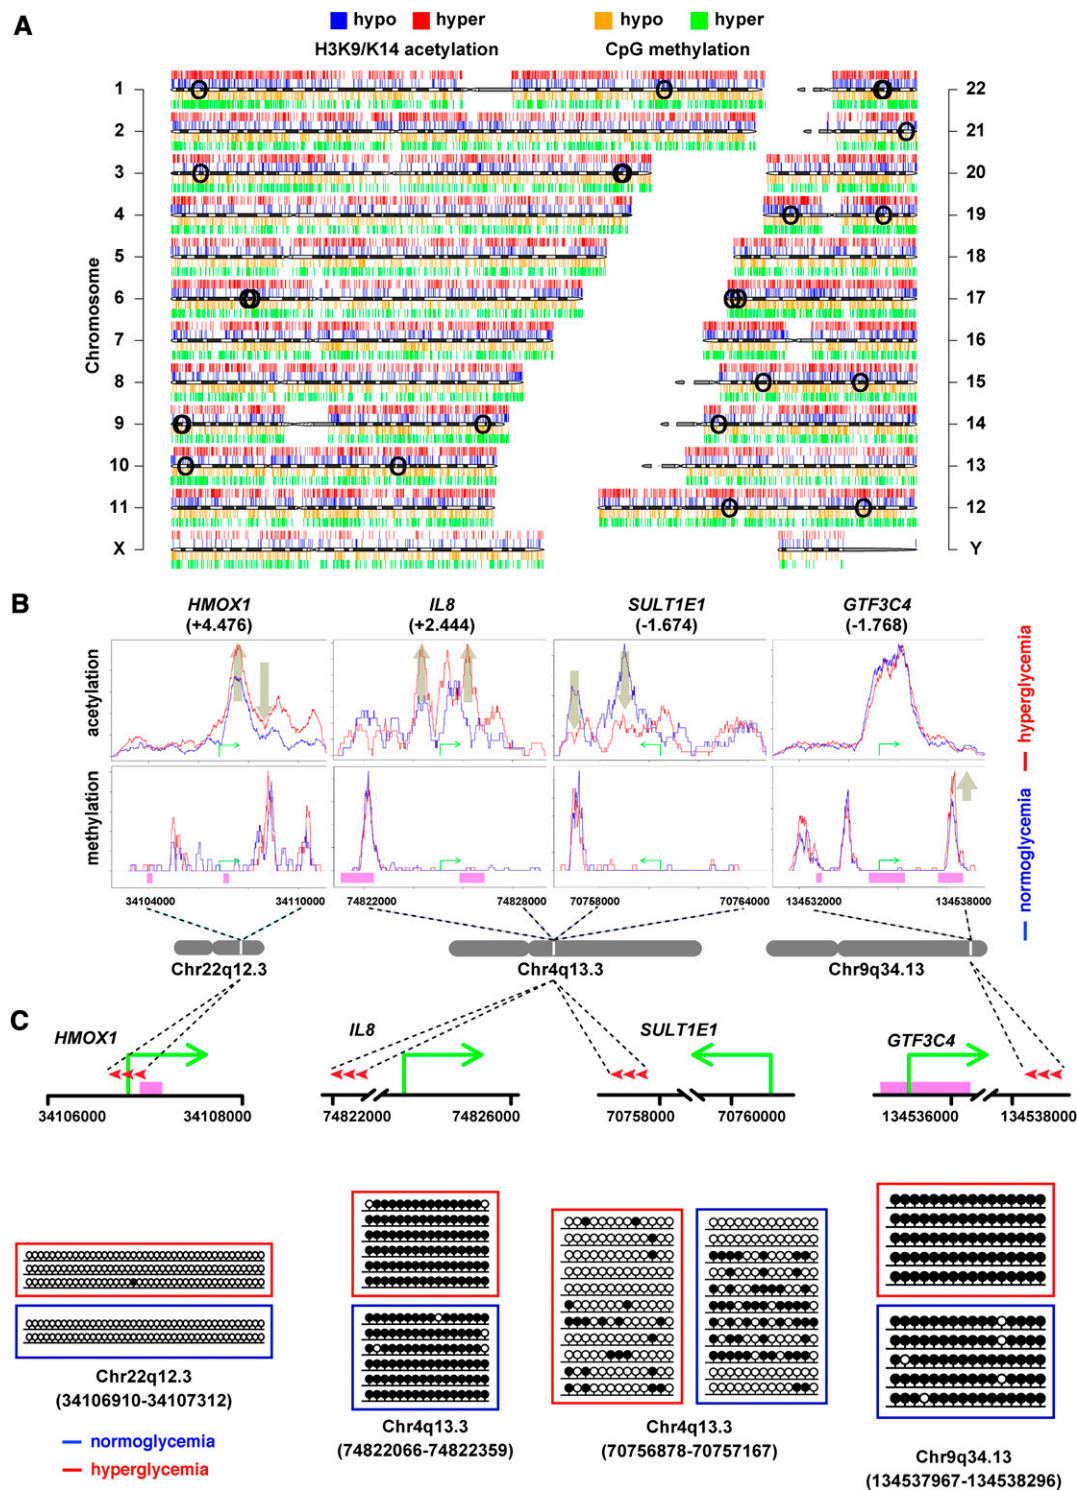 A
hypo hyper hypo hyper
H3K9/K14 acetylation CpG methylation
Chromosome
1 22
2 21
3 20
4 19
5 18
6 17
7 16
8 15
9 14
10 13
11 12
X Y
B
HMOX1 IL8 SULT1E1 GTF3C4
(+4.476) (+2.444) (-1.674) (-1.768)
acetylation
methylation
hyperglycemia
normoglycemia
34104000 34110000 74822000 74828000 70758000 70764000 134532000 134538000
Chr22q12.3 Chr4q13.3 Chr9q34.13
C
HMOX1 IL8 SULT1E1 GTF3C4
34106000 34108000 74822000 74826000 70758000 70760000 134536000 134538000
Chr22q12.3
(34106910-34107312)
Chr4q13.3
(74822066-74822359)
Chr4q13.3
(70756878-70757167)
Chr9q34.13
(134537967-134538296)
normoglycemia
hyperglycemia